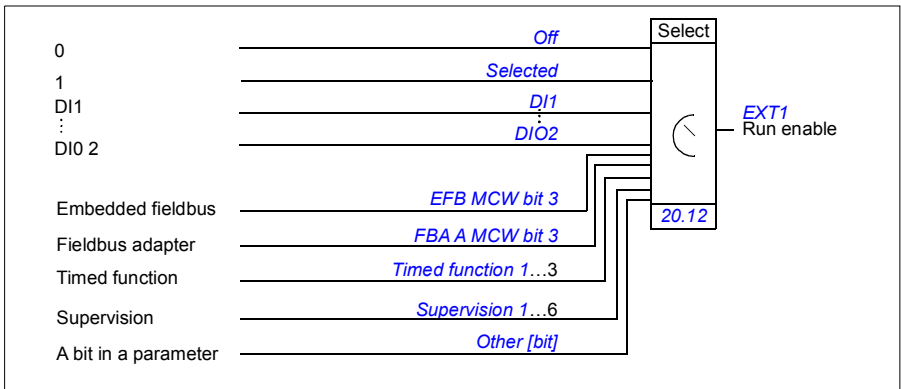 Select
0 Off
1 Selected
DI1 DI1
⋮ ⋮
DI0 2 DIO2
EXT1
Run enable
Embedded fieldbus EFB MCW bit 3
20.12
Fieldbus adapter FBA A MCW bit 3
Timed function Timed function 1…3
Supervision Supervision 1…6
A bit in a parameter Other [bit]